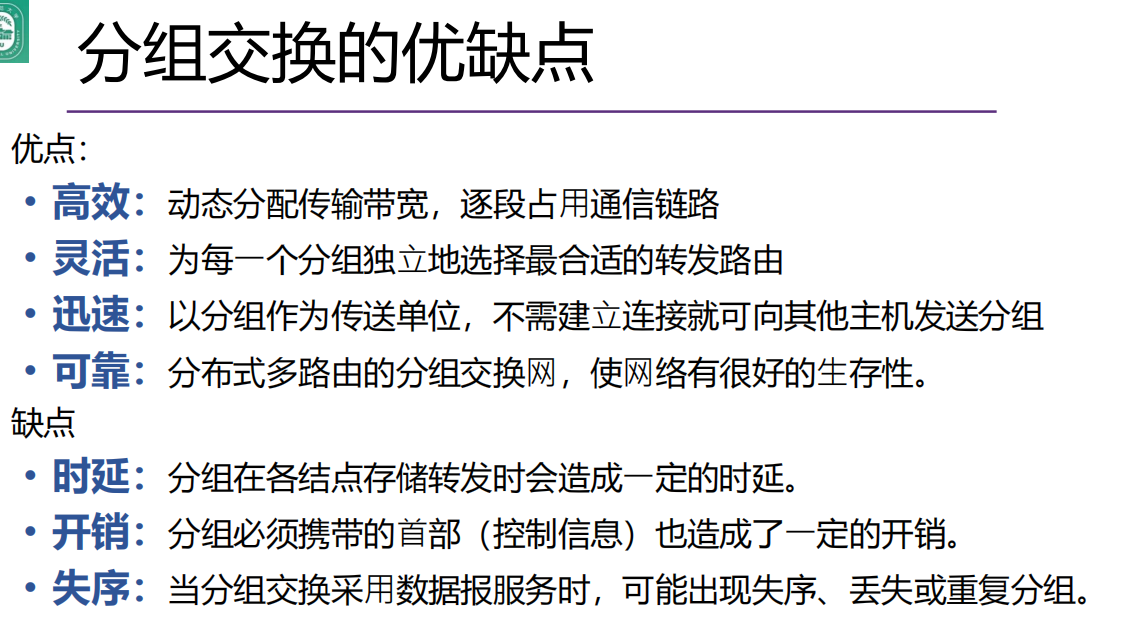 分组交换的优缺点
优点：
• 高效：动态分配传输带宽，逐段占用通信链路
• 灵活：为每一个分组独立地选择最合适的转发路由
• 迅速：以分组作为传送单位，不需建立连接就可向其他主机发送分组
• 可靠：分布式多路由的分组交换网，使网络有很好的生存性。
缺点
• 时延：分组在各结点存储转发时会造成一定的时延。
• 开销：分组必须携带的首部（控制信息）也造成了一定的开销。
• 失序：当分组交换采用数据报服务时，可能出现失序、丢失或重复分组。